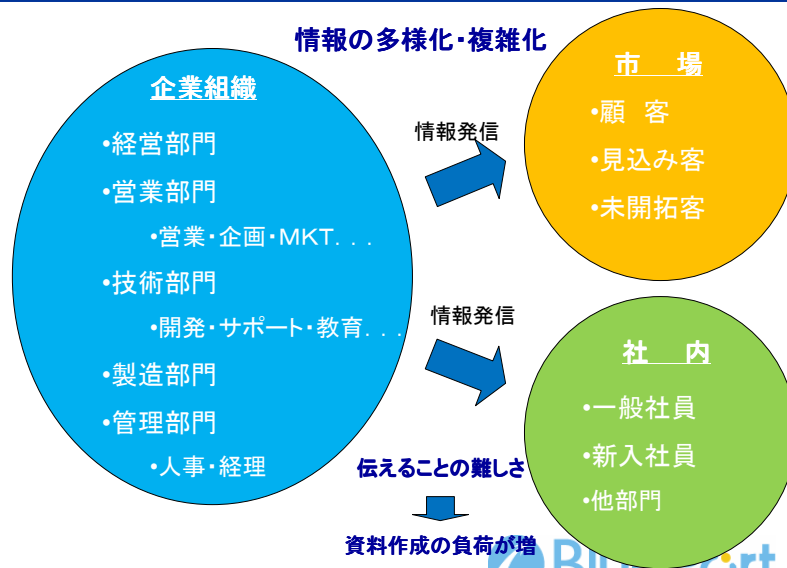 情報の多様化・複雑化
企業組織
•経営部門
•営業部門
•営業・企画・MKT. . .
•技術部門
•開発・サポート・教育. . .
•製造部門
•管理部門
•人事・経理
情報発信
市 場
•顧 客
•見込み客
•未開拓客
情報発信
社 内
•一般社員
•新入社員
•他部門
伝えることの難しさ
資料作成の負荷が増